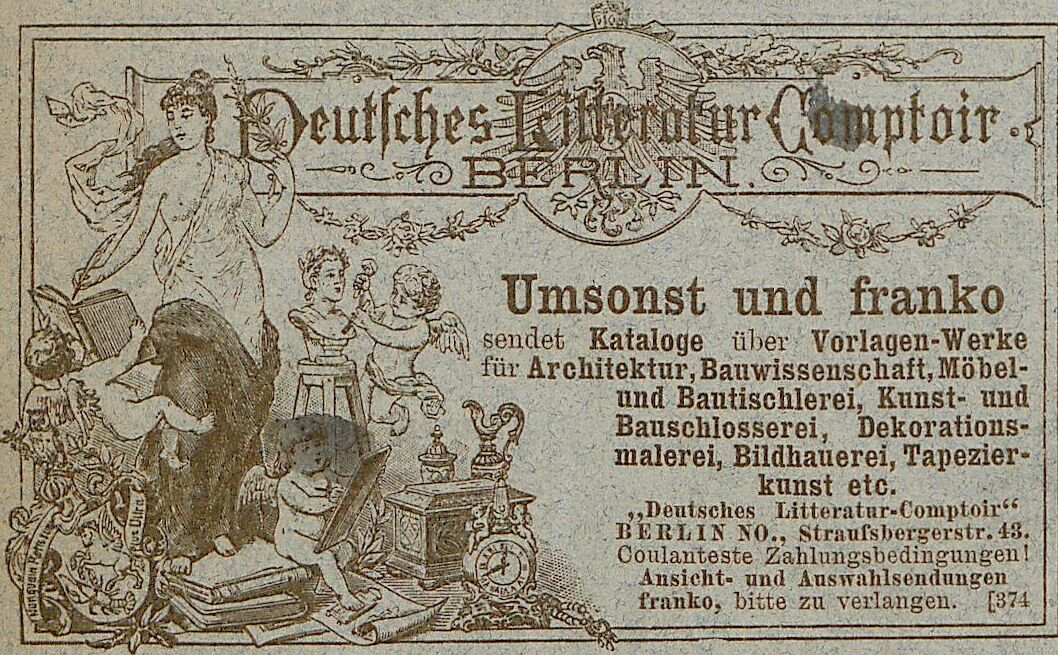 Deutsches Litteratur Comptoir.
BERLIN.
Umsonst und franko
sendet Kataloge über Vorlagen-Werke
für Architektur, Bauwissenschaft, Möbel-
und Bautischlerei, Kunst- und
Bauschlosserei, Dekorations-
malerei, Bildhauerei, Tapezier-
kunst etc.
„Deutsches Litteratur-Comptoir“
BERLIN NO., Straufsbergerstr. 43.
Coulanteste Zahlungsbedingungen!
Ansicht- und Auswahlsendungen
franko, bitte zu verlangen. [374